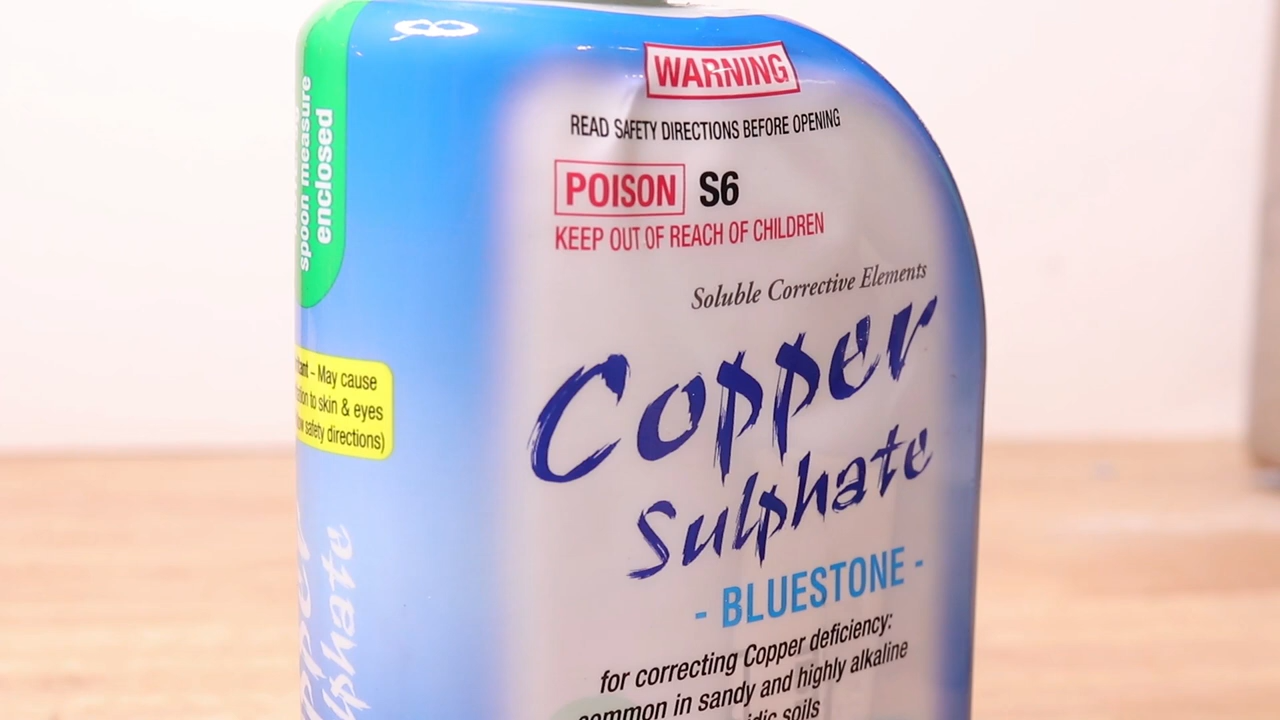 WARNING
READ SAFETY DIRECTIONS BEFORE OPENING
POISON S6
KEEP OUT OF REACH OF CHILDREN
Soluble Corrective Elements
Copper
Sulphate
- BLUESTONE -
for correcting Copper deficiency:
common in sandy and highly alkaline
soils
spoon measure
enclosed
– May cause
to skin & eyes
safety directions)